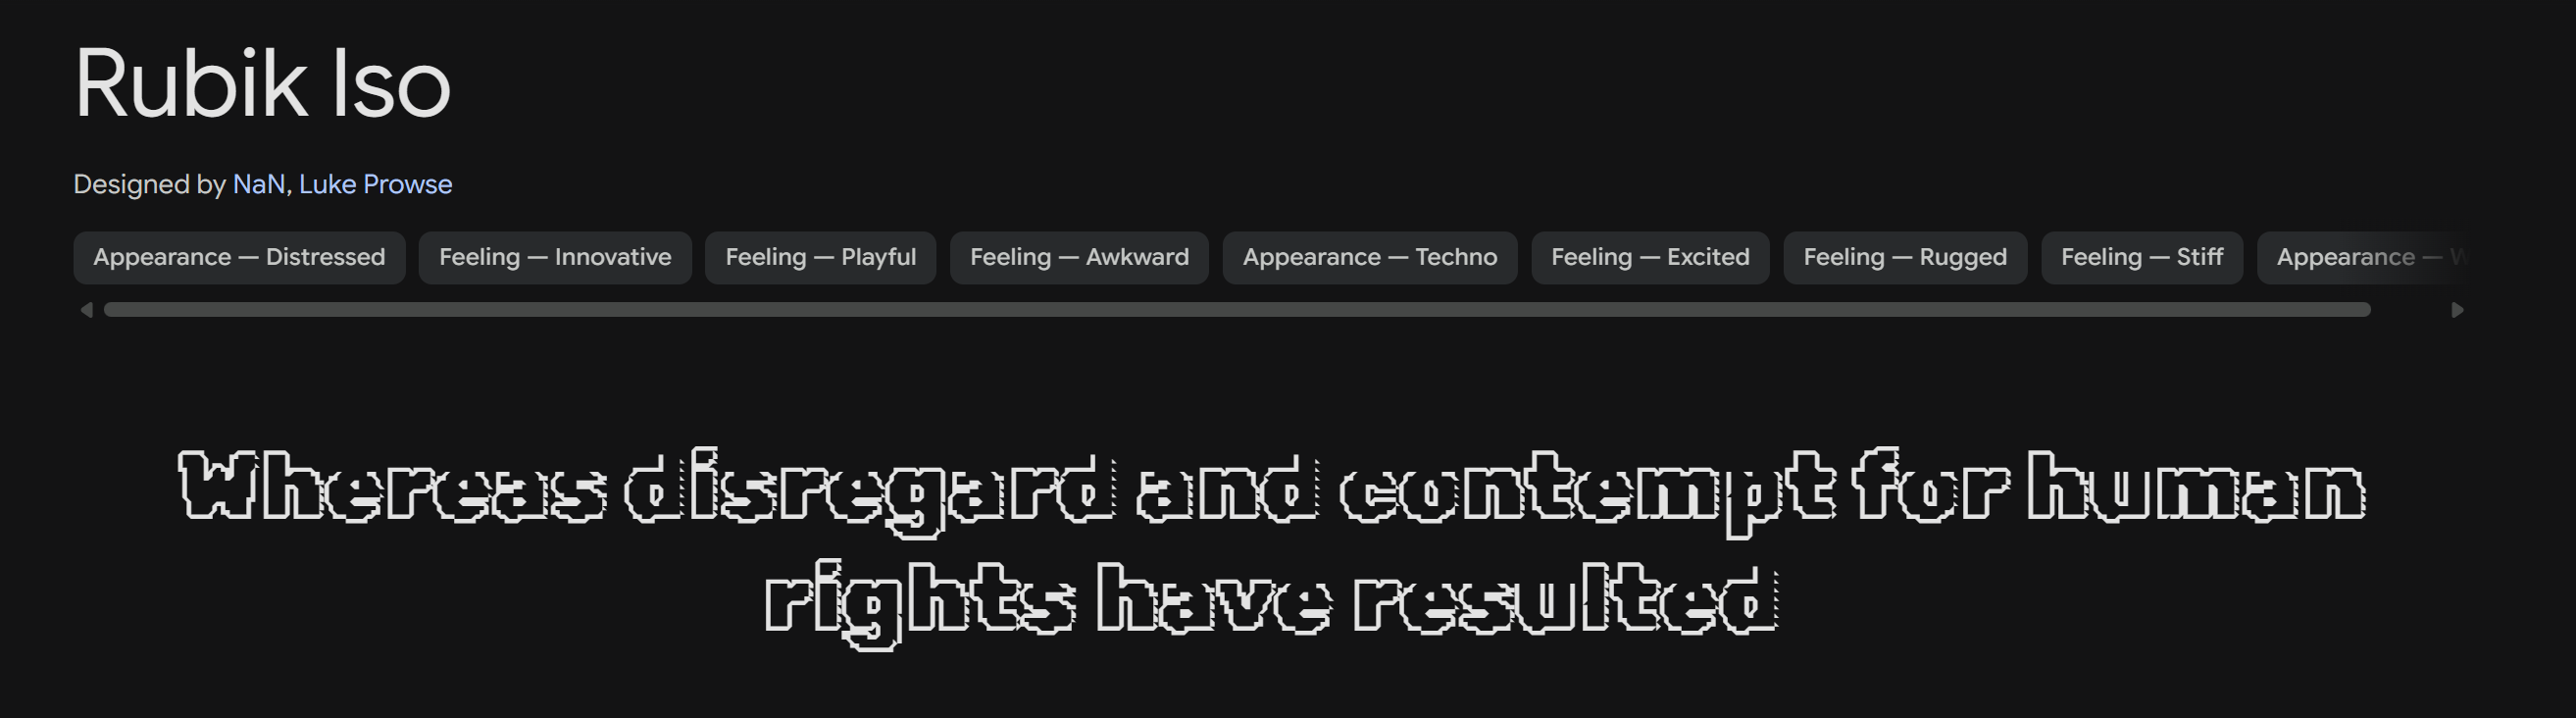 Rubik Iso
Designed by NaN, Luke Prowse
Appearance — Distressed Feeling — Innovative Feeling — Playful Feeling — Awkward Appearance — Techno Feeling — Excited Feeling — Rugged Feeling — Stiff Appearance —
Whereas disregard and contempt for human
rights have resulted